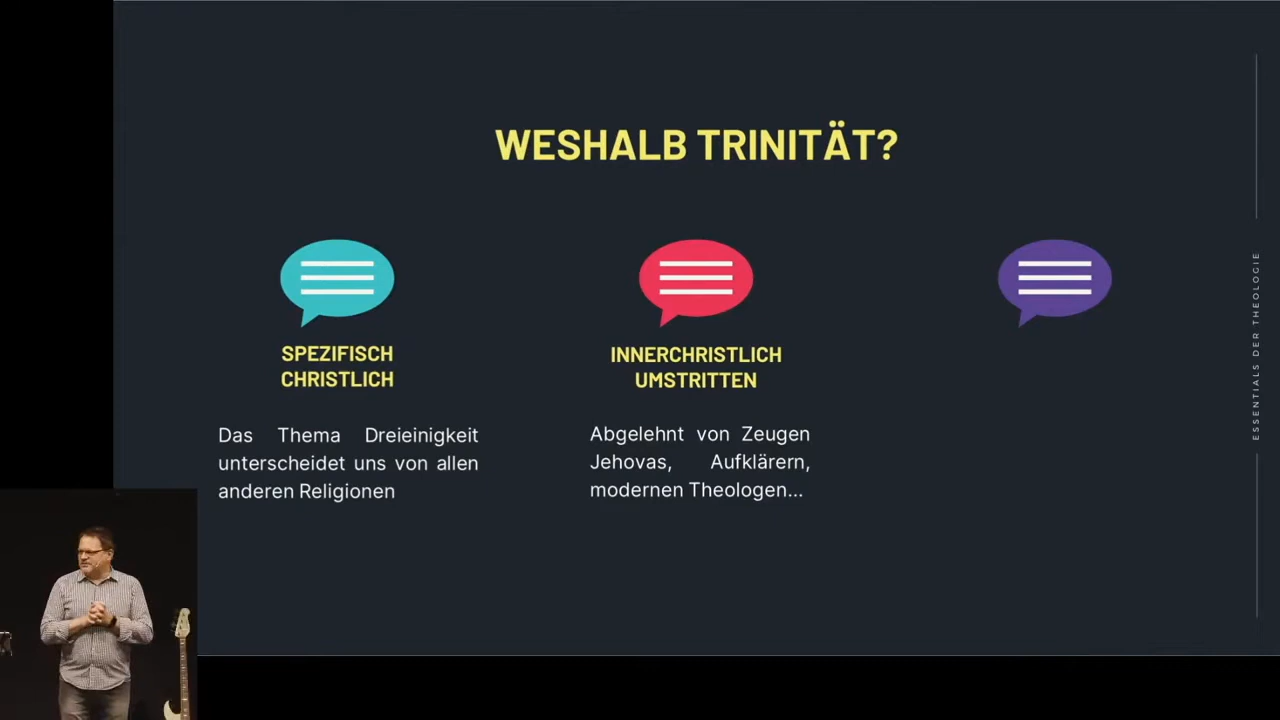 WESHALB TRINITÄT?
SPEZIFISCH
CHRISTLICH
Das Thema Dreieinigkeit
unterscheidet uns von allen
anderen Religionen
INNERCHRISTLICH
UMSTRITTEN
Abgelehnt von Zeugen
Jehovas, Aufklärern,
modernen Theologen...
ESSENTIALS DER THEOLOGIE